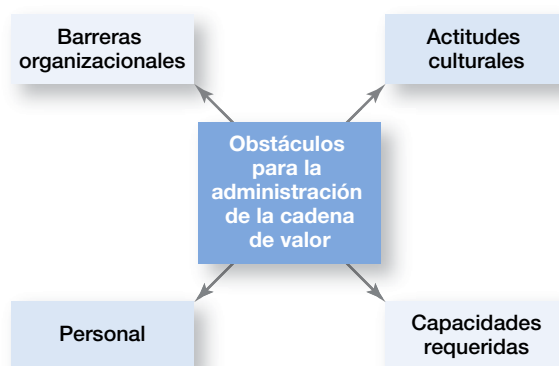 Barreras
organizacionales
Actitudes
culturales
Obstáculos
para la
administración
de la cadena
de valor
Personal
Capacidades
requeridas